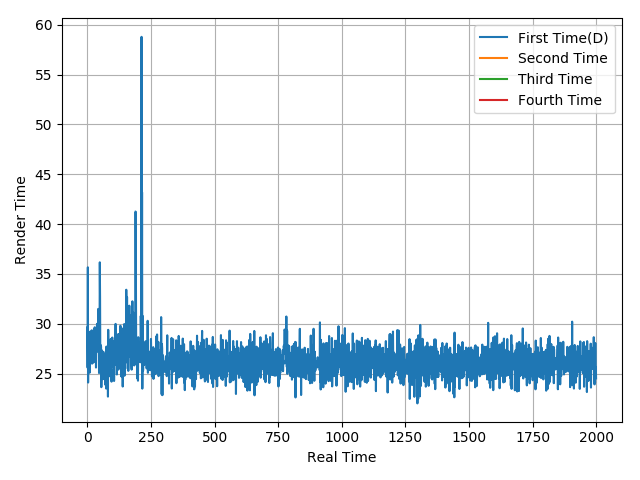 60
55
50
45
40
35
30
25
Render Time
0
250
500
750
1000
1250
1500
1750
2000
Real Time
First Time(D)
Second Time
Third Time
Fourth Time